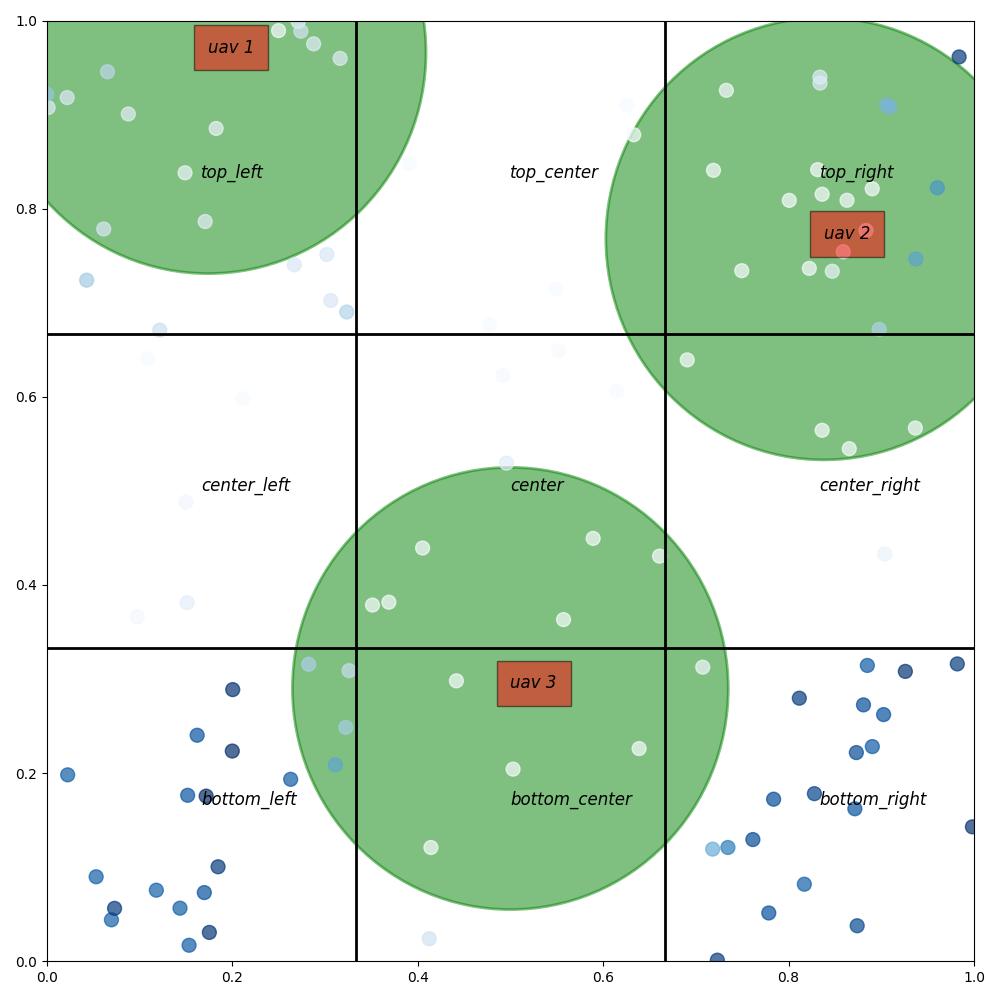 1.0
uav 1
top_left
top_center
top_right
0.8
uav 2
0.6
center_left
center
center_right
0.4
uav 3
0.2
bottom_left
bottom_center
bottom_right
0.0
0.0 0.2 0.4 0.6 0.8 1.0